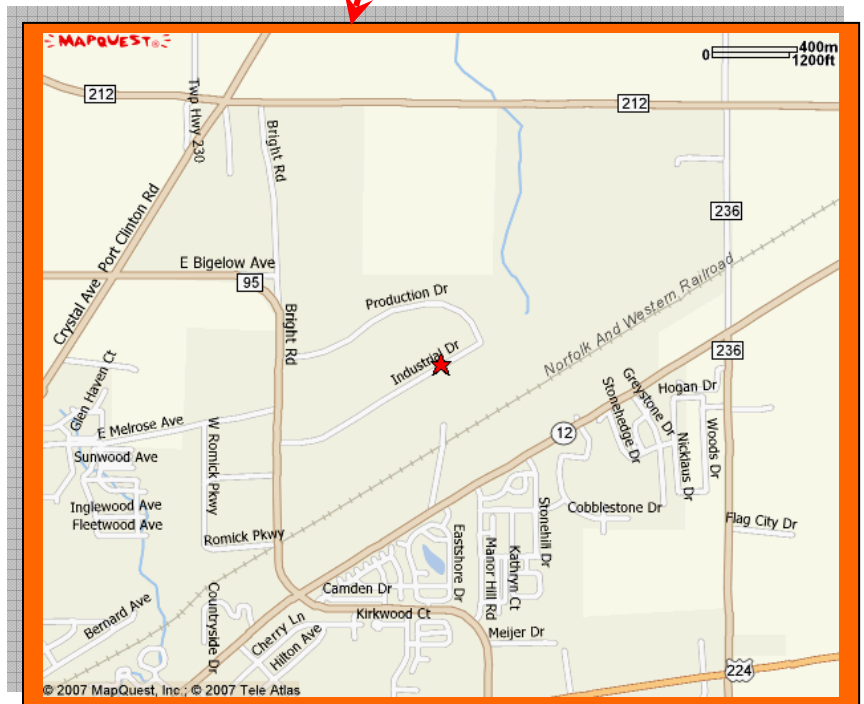 MAPQUEST
400m
0
1200ft
212
212
Twp Hwy 230
Bright Rd
Crystal Ave Port Clinton Rd
236
E Bigelow Ave
95
Norfolk And Western Railroad
Production Dr
Bright Rd
Industrial Dr
236
Glen Haven Ct
Greystone Dr
Hogan Dr
Stonehedge Dr
E Melrose Ave
W Romick Pkwy
12
Nicklaus Dr
Woods Dr
Sunwood Ave
Inglewood Ave
Fleetwood Ave
Cobblestone Dr
Flag City Dr
Romick Pkwy
Eastshore Dr
Manor Hill Rd
Kathryn Ct
Stonehill Dr
Camden Dr
Countryside Dr
Bernard Ave
Kirkwood Ct
Cherry Ln
Hilton Ave
Meijer Dr
224
© 2007 MapQuest, Inc.; © 2007 Tele Atlas